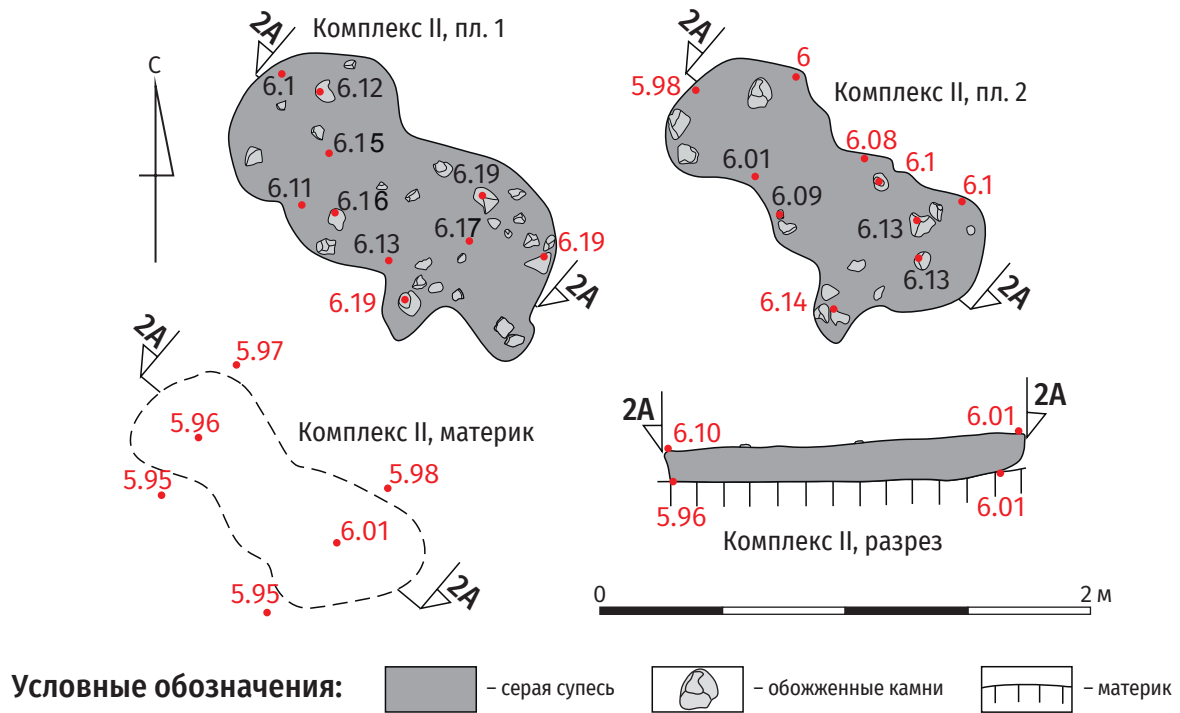 2А
Комплекс II, пл. 1
С
6.1
6.12
6.15
6.11
6.16
6.19
6.17
6.13
6.19
6.19
2А
2А
Комплекс II, пл. 2
5.98
6
6.08
6.1
6.01
6.1
6.09
6.13
6.13
6.14
2А
2А
5.97
5.96
Комплекс II, материк
5.95
5.98
6.01
5.95
2А
2А
2А
6.10
6.01
5.96
6.01
Комплекс II, разрез
0
2 м
Условные обозначения:
– серая супесь
– обожженные камни
– материк